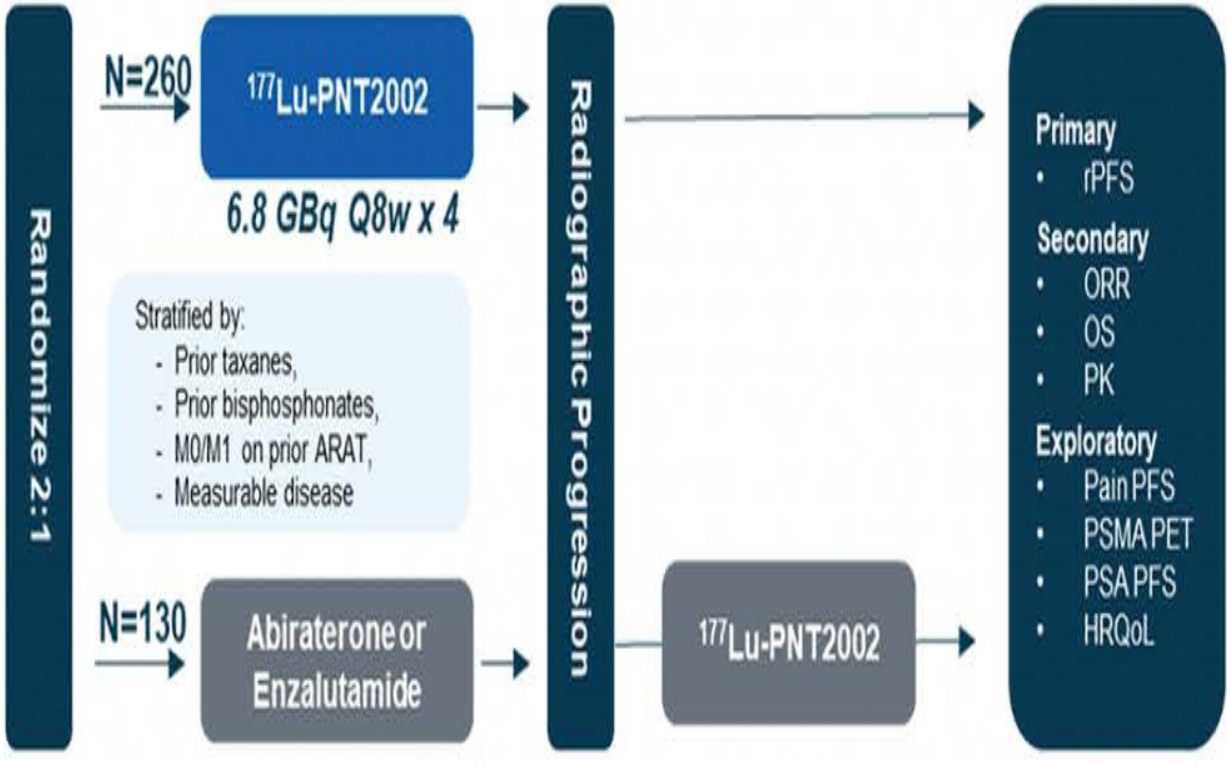 Randomize 2:1
N=260
¹⁷⁷Lu-PNT2002
6.8 GBq Q8w x 4
Stratified by:
- Prior taxanes,
- Prior bisphosphonates,
- M0/M1 on prior ARAT,
- Measurable disease
N=130
Abiraterone or
Enzalutamide
Radiographic Progression
¹⁷⁷Lu-PNT2002
Primary
• rPFS
Secondary
• ORR
• OS
• PK
Exploratory
• Pain PFS
• PSMA PET
• PSA PFS
• HRQoL